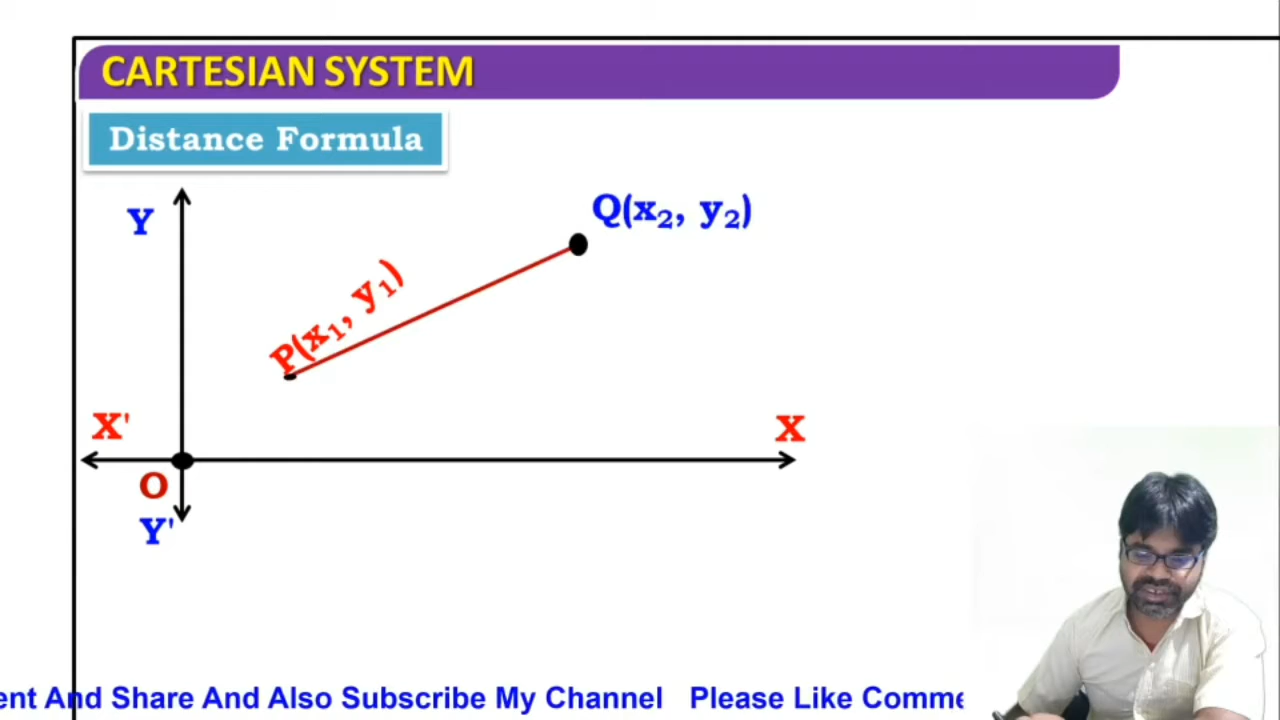 CARTESIAN SYSTEM
Distance Formula
Y
Q(x₂, y₂)
P(x₁, y₁)
X'
X
O
Y'
ent And Share And Also Subscribe My Channel Please Like Comme